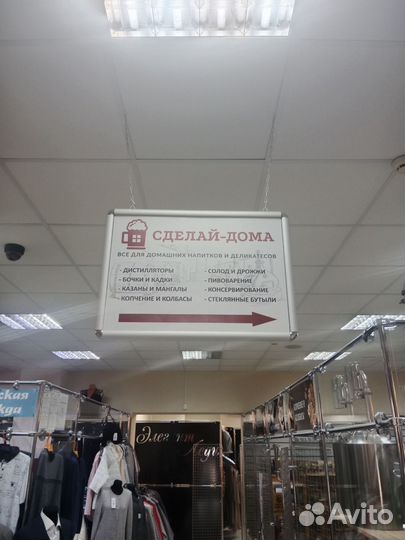 СДЕЛАЙ-ДОМА
ВСЕ ДЛЯ ДОМАШНИХ НАПИТКОВ И ДЕЛИКАТЕСОВ
- ДИСТИЛЛЯТОРЫ
- БОЧКИ И КАДКИ
- КАЗАНЫ И МАНГАЛЫ
- КОПЧЕНИЕ И КОЛБАСЫ
- СОЛОД И ДРОЖЖИ
- ПИВОВАРЕНИЕ
- КОНСЕРВИРОВАНИЕ
- СТЕКЛЯННЫЕ БУТЫЛИ
Avito